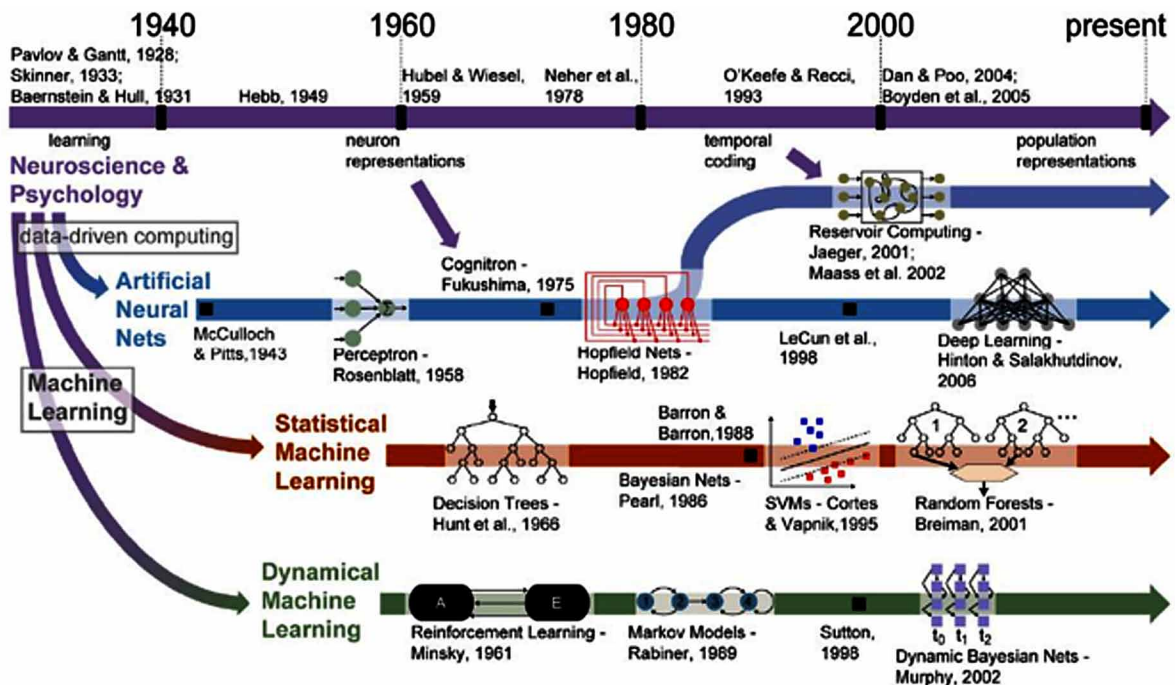 1940 1960 1980 2000 present
Pavlov & Gantt, 1928;
Skinner, 1933;
Baernstein & Hull, 1931
Hebb, 1949
Hubel & Wiesel,
1959
Neher et al.,
1978
O'Keefe & Recci,
1993
Dan & Poo, 2004;
Boyden et al., 2005
learning
neuron
representations
temporal
coding
population
representations
Neuroscience &
Psychology
data-driven computing
Machine
Learning
Artificial
Neural
Nets
McCulloch
& Pitts,1943
Σ
Perceptron -
Rosenblatt, 1958
Cognitron -
Fukushima, 1975
Hopfield Nets -
Hopfield, 1982
Reservoir Computing -
Jaeger, 2001;
Maass et al. 2002
LeCun et al.,
1998
Deep Learning -
Hinton & Salakhutdinov,
2006
Statistical
Machine
Learning
Decision Trees -
Hunt et al., 1966
Bayesian Nets -
Pearl, 1986
Barron &
Barron,1988
SVMs - Cortes
& Vapnik,1995
1 2 ...
Random Forests -
Breiman, 2001
Dynamical
Machine
Learning
A E
Reinforcement Learning -
Minsky, 1961
1 2 3 4
Markov Models -
Rabiner, 1989
Sutton,
1998
t0 t1 t2
Dynamic Bayesian Nets -
Murphy, 2002